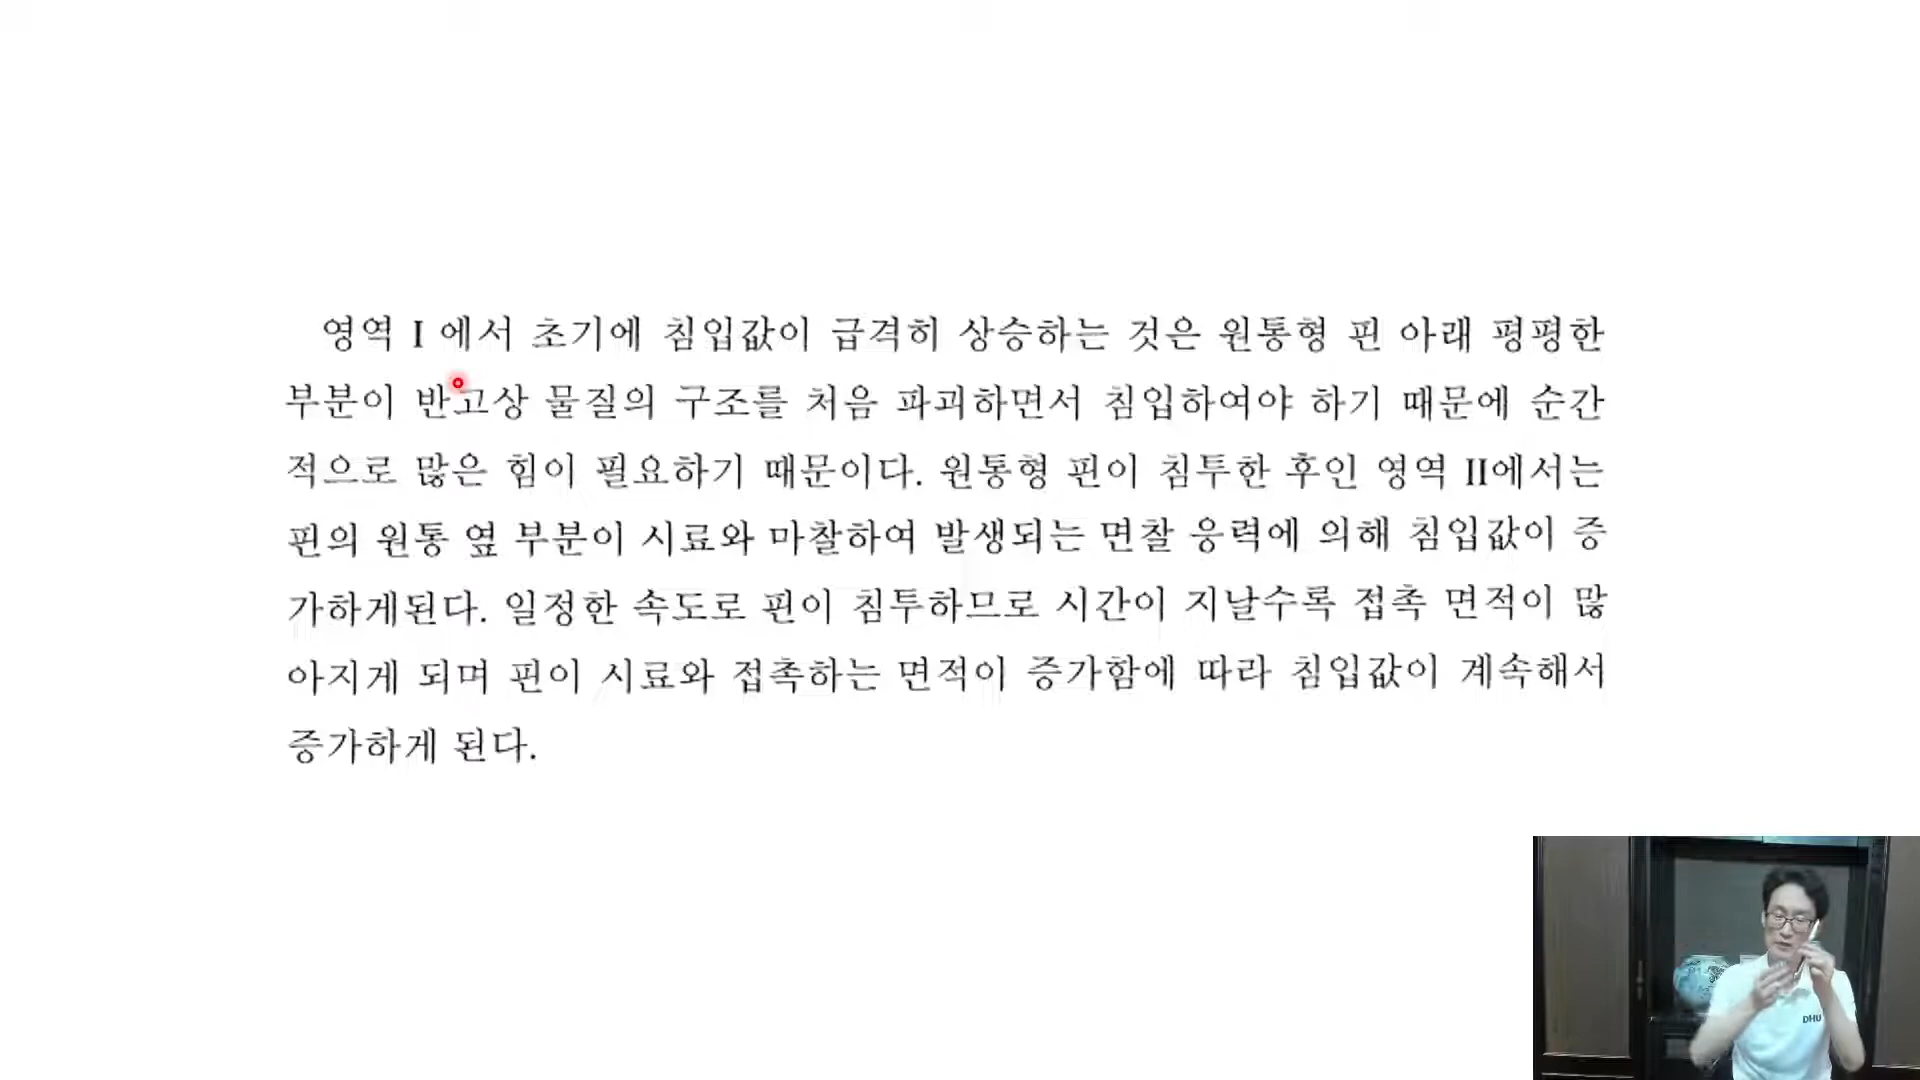 영역 I 에서 초기에 침입값이 급격히 상승하는 것은 원통형 핀 아래 평평한
부분이 반고상 물질의 구조를 처음 파괴하면서 침입하여야 하기 때문에 순간
적으로 많은 힘이 필요하기 때문이다. 원통형 핀이 침투한 후인 영역 II에서는
핀의 원통 옆 부분이 시료와 마찰하여 발생되는 면찰 응력에 의해 침입값이 증
가하게된다. 일정한 속도로 핀이 침투하므로 시간이 지날수록 접촉 면적이 많
아지게 되며 핀이 시료와 접촉하는 면적이 증가함에 따라 침입값이 계속해서
증가하게 된다.
DHU